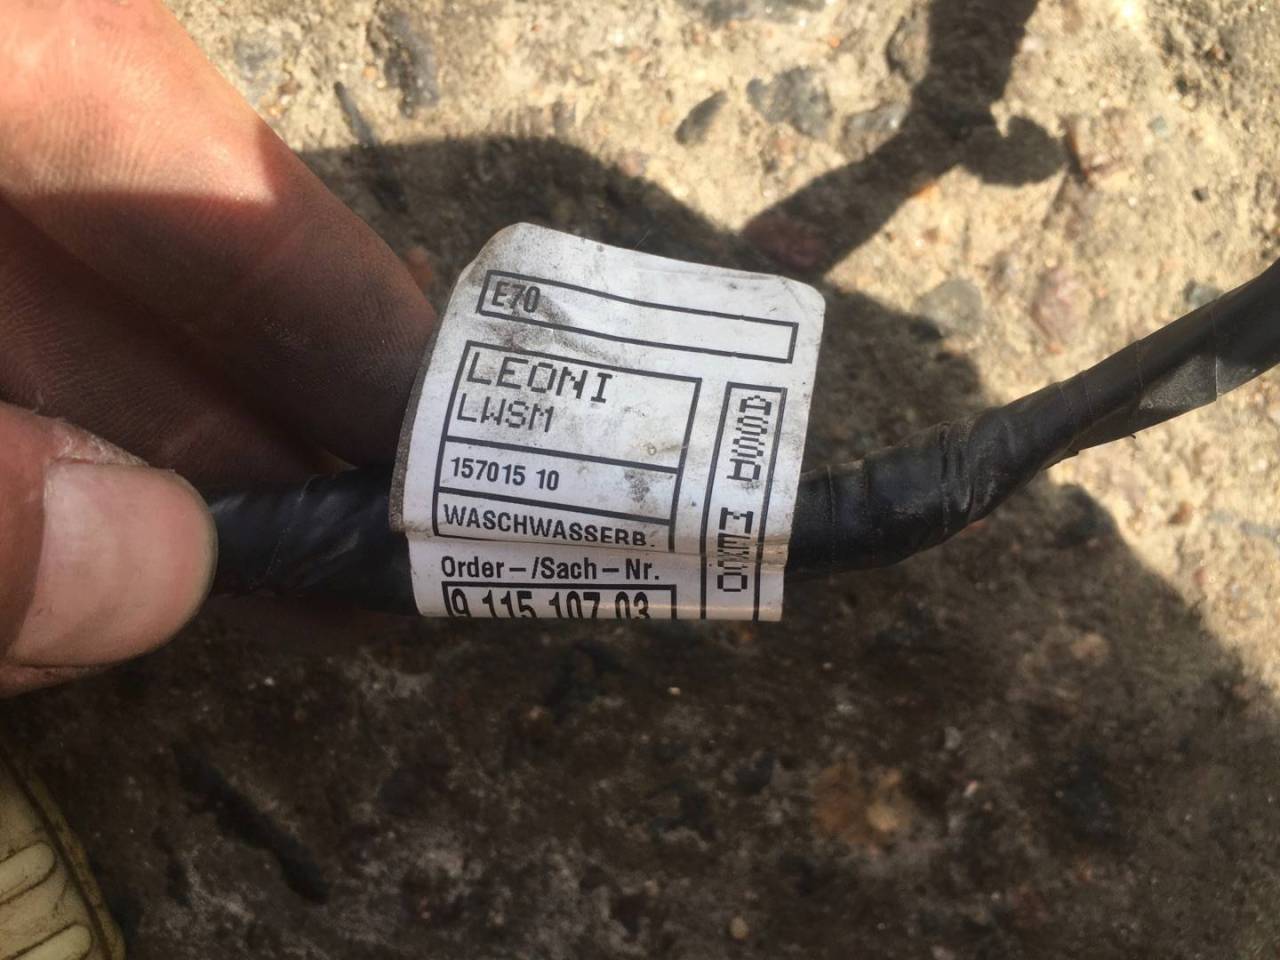 E70
LEONI
LWSM
157015 10
WASCHWASSERB.
Order-/Sach-Nr.
9 115 107 03
ASSD MEXO